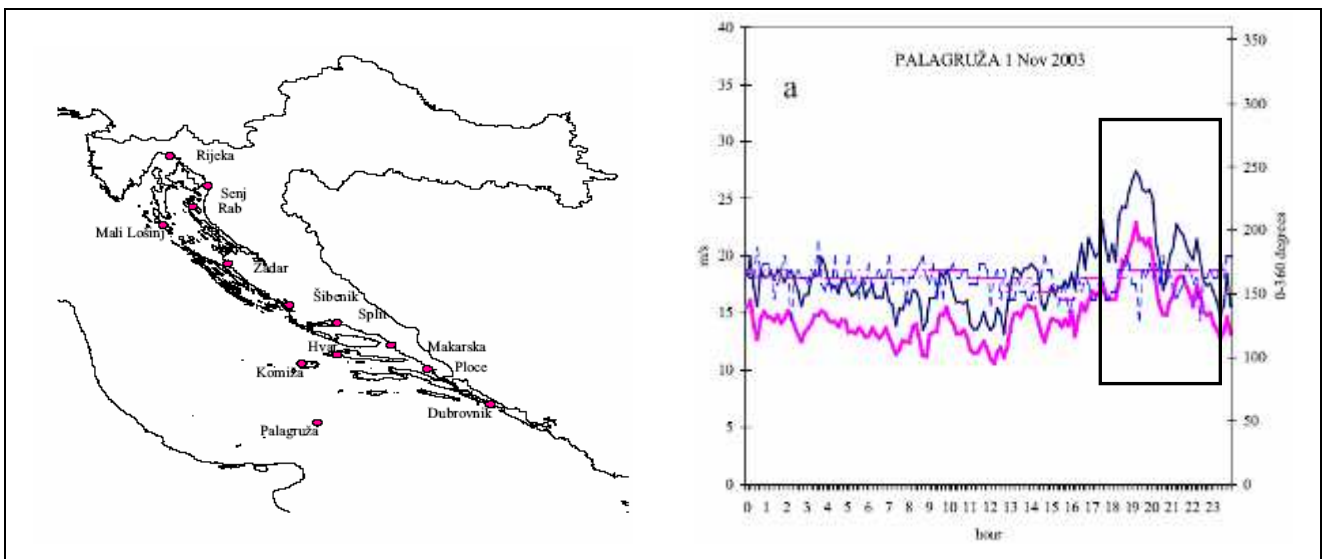 Rijeka
Senj
Rab
Mali Lošinj
Zadar
Šibenik
Split
Hvar
Makarska
Komiža
Ploce
Dubrovnik
Palagruža
PALAGRUŽA 1 Nov 2003
a
m/s
40
35
30
25
20
15
10
5
0
0 1 2 3 4 5 6 7 8 9 10 11 12 13 14 15 16 17 18 19 20 21 22 23
hour
0-360 degrees
350
300
250
200
150
100
50
0